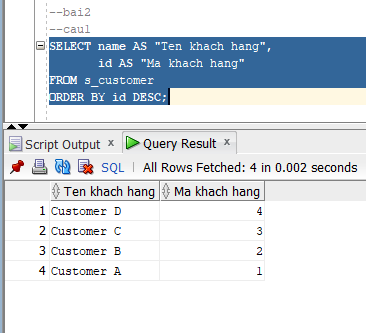 --bai2
--cau1
SELECT name AS "Ten khach hang",
id AS "Ma khach hang"
FROM s_customer
ORDER BY id DESC;
Script Output x Query Result x
SQL | All Rows Fetched: 4 in 0.002 seconds
Ten khach hang Ma khach hang
1 Customer D 4
2 Customer C 3
3 Customer B 2
4 Customer A 1